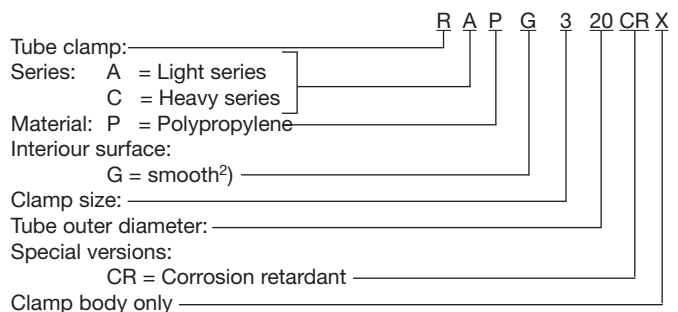 R A P G 3 20 CR X
Tube clamp:
Series: A = Light series
C = Heavy series
Material: P = Polypropylene
Interiour surface:
G = smooth²)
Clamp size:
Tube outer diameter:
Special versions:
CR = Corrosion retardant
Clamp body only